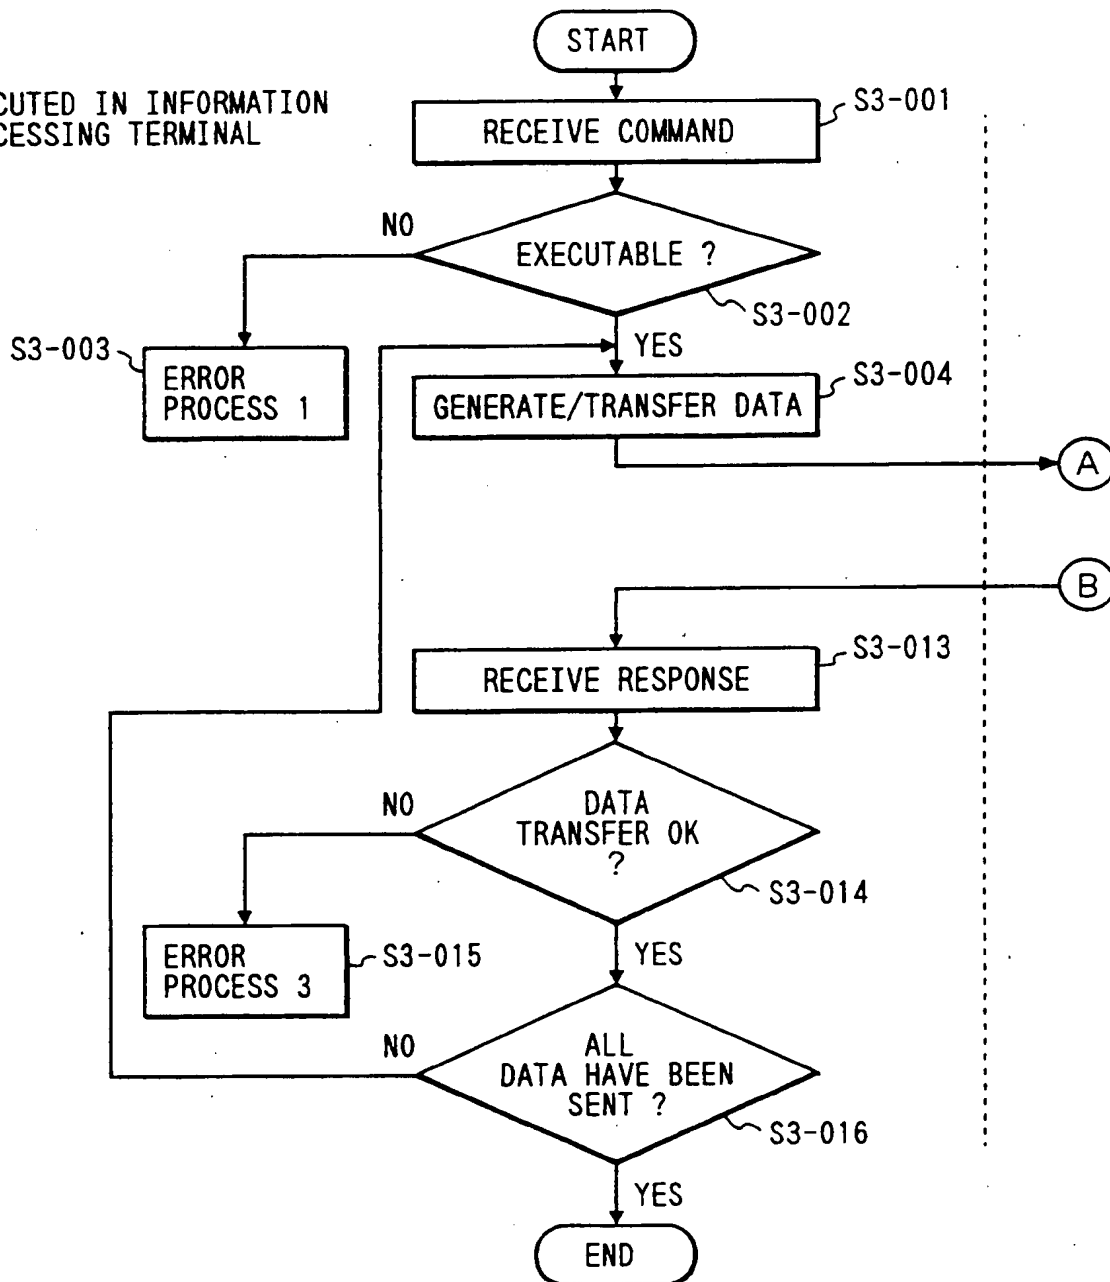 START
CUTED IN INFORMATION
CESSING TERMINAL
S3-001
RECEIVE COMMAND
NO
EXECUTABLE ?
S3-002
YES
S3-003
ERROR
PROCESS 1
S3-004
GENERATE/TRANSFER DATA
A
B
S3-013
RECEIVE RESPONSE
NO
DATA
TRANSFER OK
?
S3-014
YES
ERROR
PROCESS 3
S3-015
NO
ALL
DATA HAVE BEEN
SENT ?
S3-016
YES
END